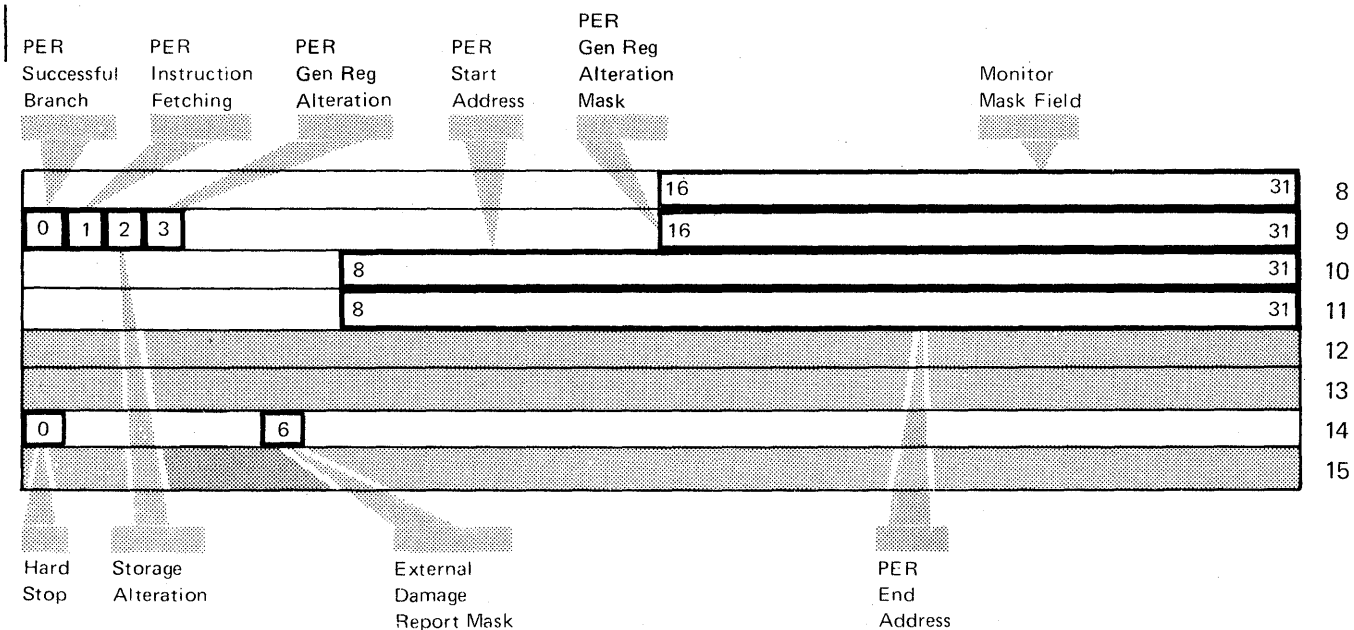 PER
Successful
Branch
PER
Instruction
Fetching
PER
Gen Reg
Alteration
PER
Start
Address
PER
Gen Reg
Alteration
Mask
Monitor
Mask Field
16 31 8
0 1 2 3 16 31 9
8 31 10
8 31 11
12
13
0 6 14
15
Hard
Stop
Storage
Alteration
External
Damage
Report Mask
PER
End
Address